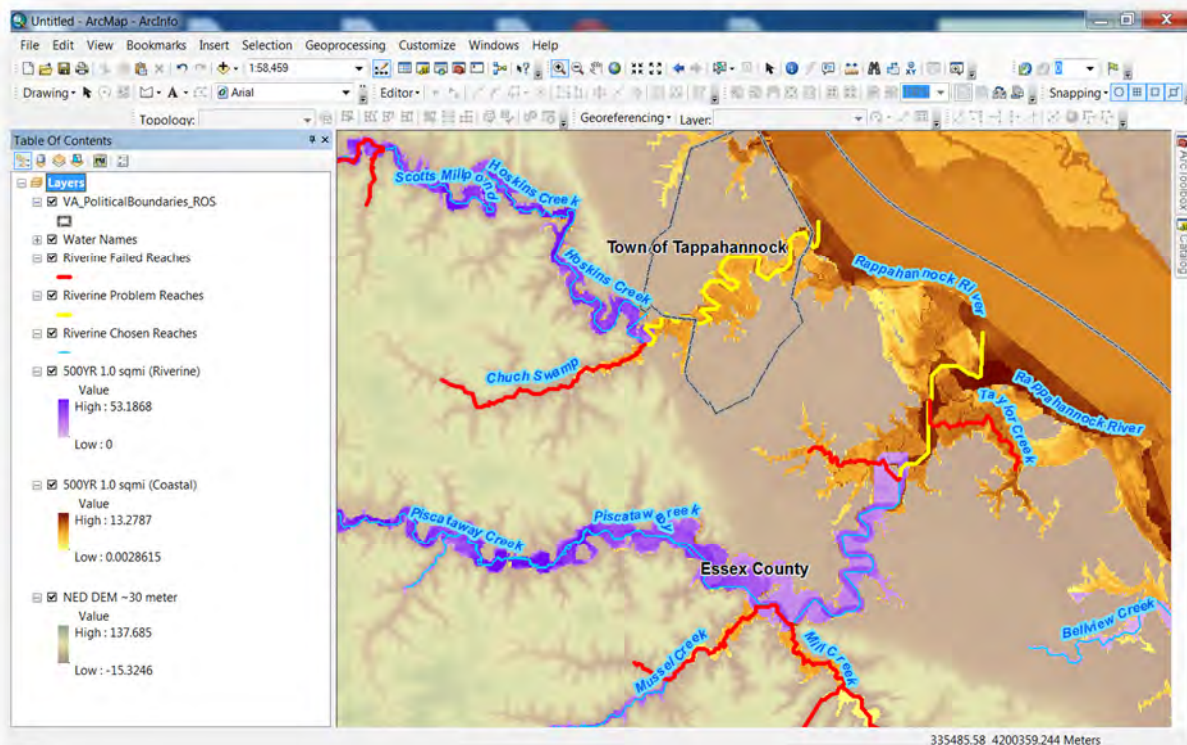 Untitled - ArcMap - ArcInfo
File Edit View Bookmarks Insert Selection Geoprocessing Customize Windows Help
1:58,459
Drawing Arial Editor Snapping
Topology: Georeferencing Layer:
Table Of Contents
Layers
VA_PoliticalBoundaries_ROS
Water Names
Riverine Failed Reaches
Riverine Problem Reaches
Riverine Chosen Reaches
500YR 1.0 sqmi (Riverine)
Value
High : 53.1868
Low : 0
500YR 1.0 sqmi (Coastal)
Value
High : 13.2787
Low : 0.0028615
NED DEM ~30 meter
Value
High : 137.685
Low : -15.3246
Scotts Millpond
Hoskins Creek
Town of Tappahannock
Hoskins Creek
Rappahannock River
Chuch Swamp
Rappahannock River
Taylor Creek
Piscataway Creek
Essex County
Bellview Creek
Mussel Creek
Mill Creek
ArcToolbox
Catalog
335485.58 4200359.244 Meters